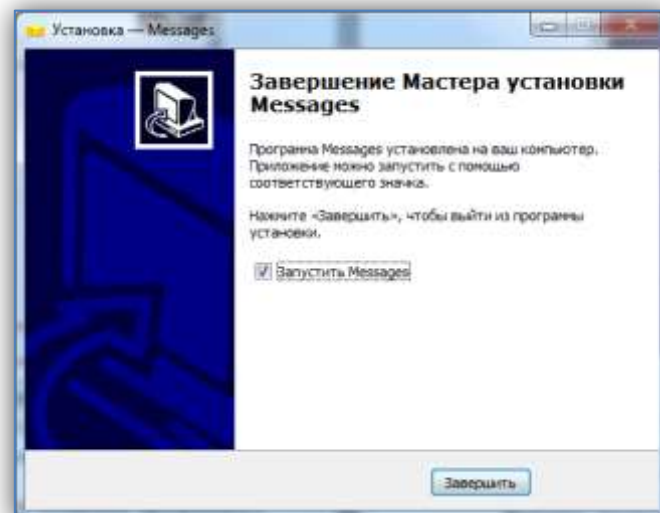 Установка — Messages
Завершение Мастера установки
Messages
Программа Messages установлена на ваш компьютер.
Приложение можно запустить с помощью
соответствующего значка.
Нажмите «Завершить», чтобы выйти из программы
установки.
Запустить Messages
Завершить